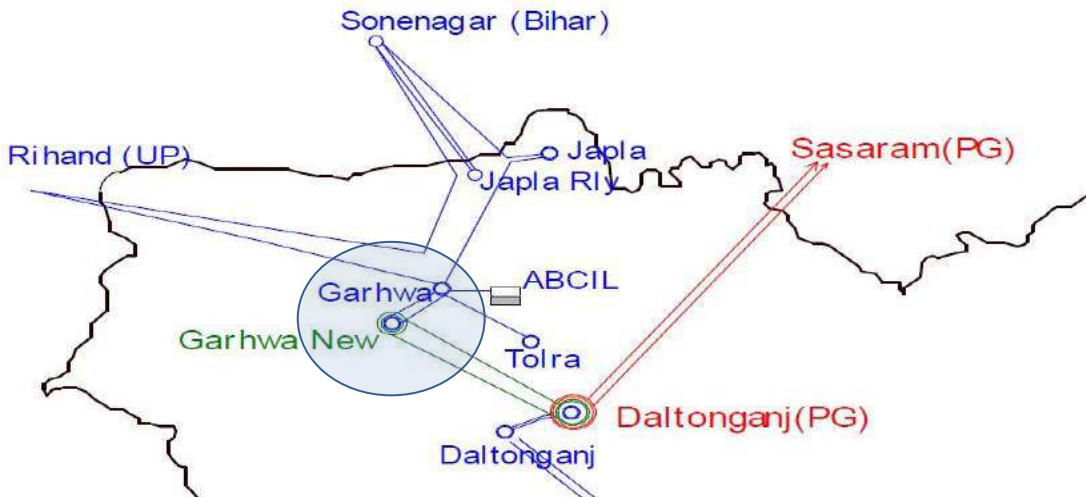 Sonenagar (Bihar)
Rihand (UP)
Japla
Sasaram(PG)
Japla Rly
Garhwa
ABCIL
Garhwa New
Tolra
Daltonganj(PG)
Daltonganj